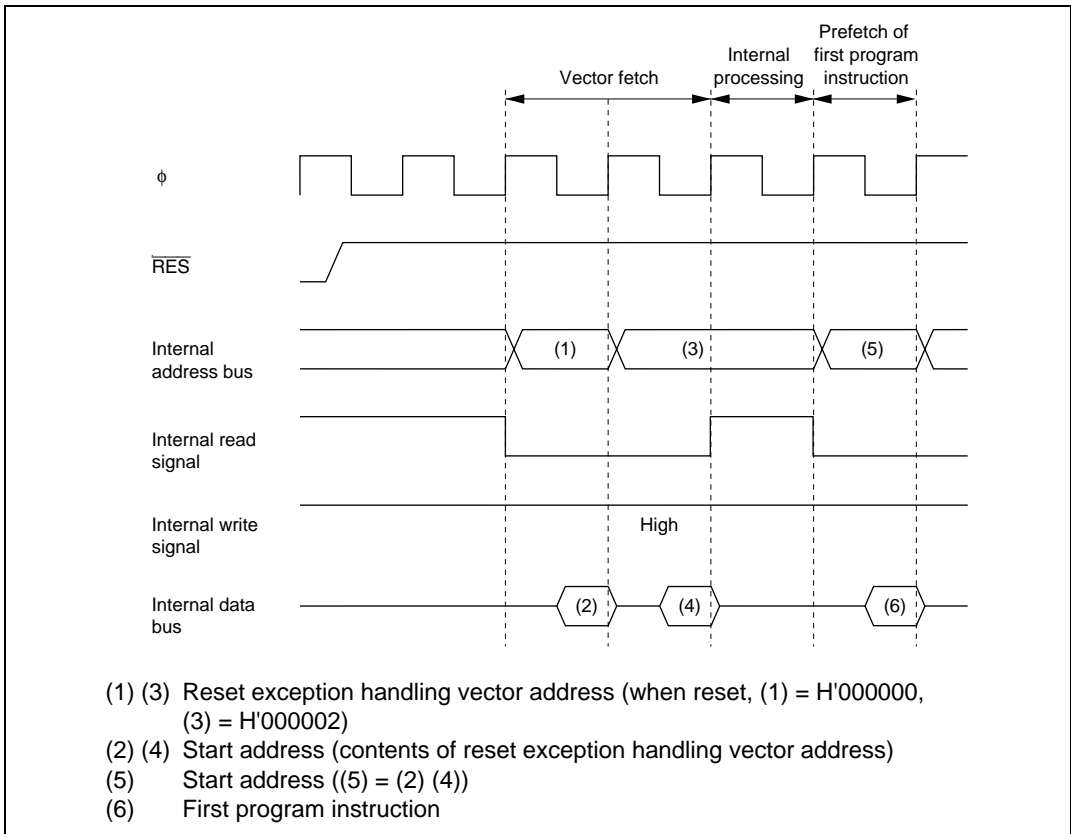 Prefetch of
first program
instruction
Internal
processing
Vector fetch
ϕ
RES
Internal
address bus
(1)
(3)
(5)
Internal read
signal
Internal write
signal
High
Internal data
bus
(2)
(4)
(6)
(1) (3) Reset exception handling vector address (when reset, (1) = H'000000,
(3) = H'000002)
(2) (4) Start address (contents of reset exception handling vector address)
(5) Start address ((5) = (2) (4))
(6) First program instruction